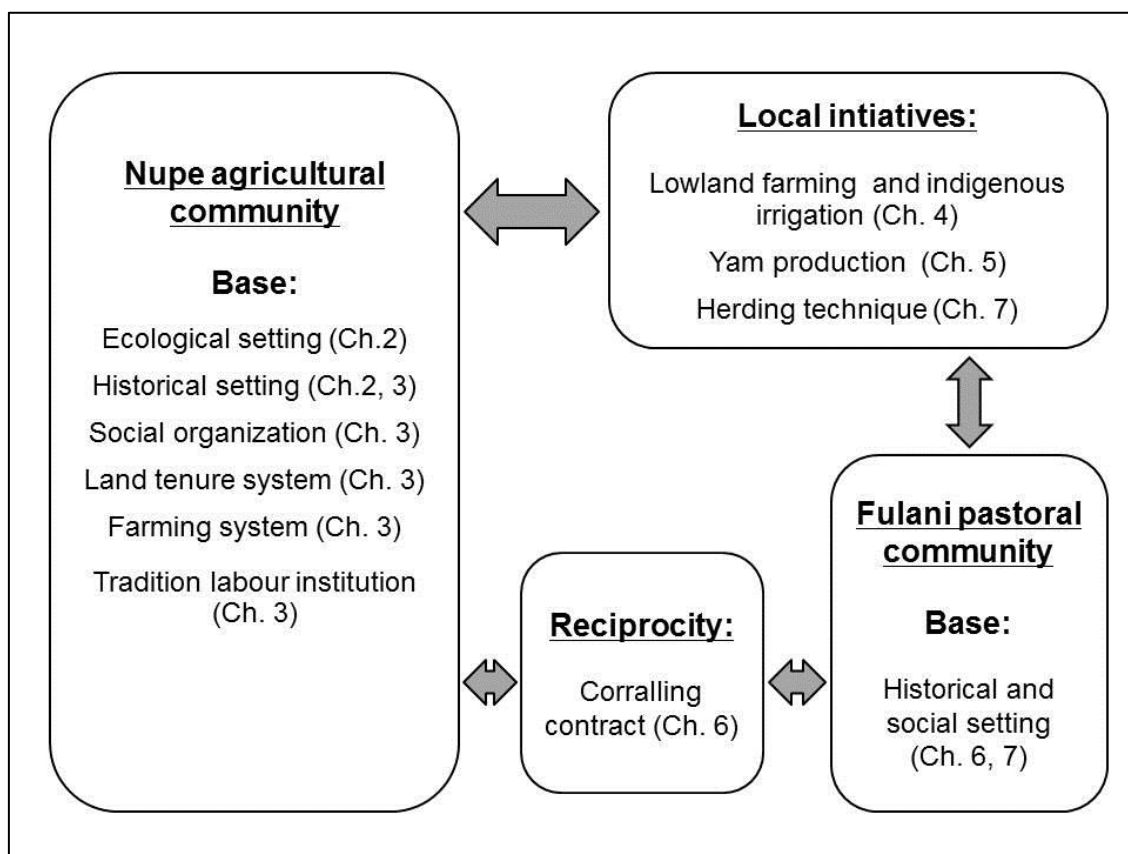 Nupe agricultural
community
Base:
Ecological setting (Ch.2)
Historical setting (Ch.2, 3)
Social organization (Ch. 3)
Land tenure system (Ch. 3)
Farming system (Ch. 3)
Tradition labour institution
(Ch. 3)
Local intiatives:
Lowland farming and indigenous
irrigation (Ch. 4)
Yam production (Ch. 5)
Herding technique (Ch. 7)
Reciprocity:
Corralling
contract (Ch. 6)
Fulani pastoral
community
Base:
Historical and
social setting
(Ch. 6, 7)